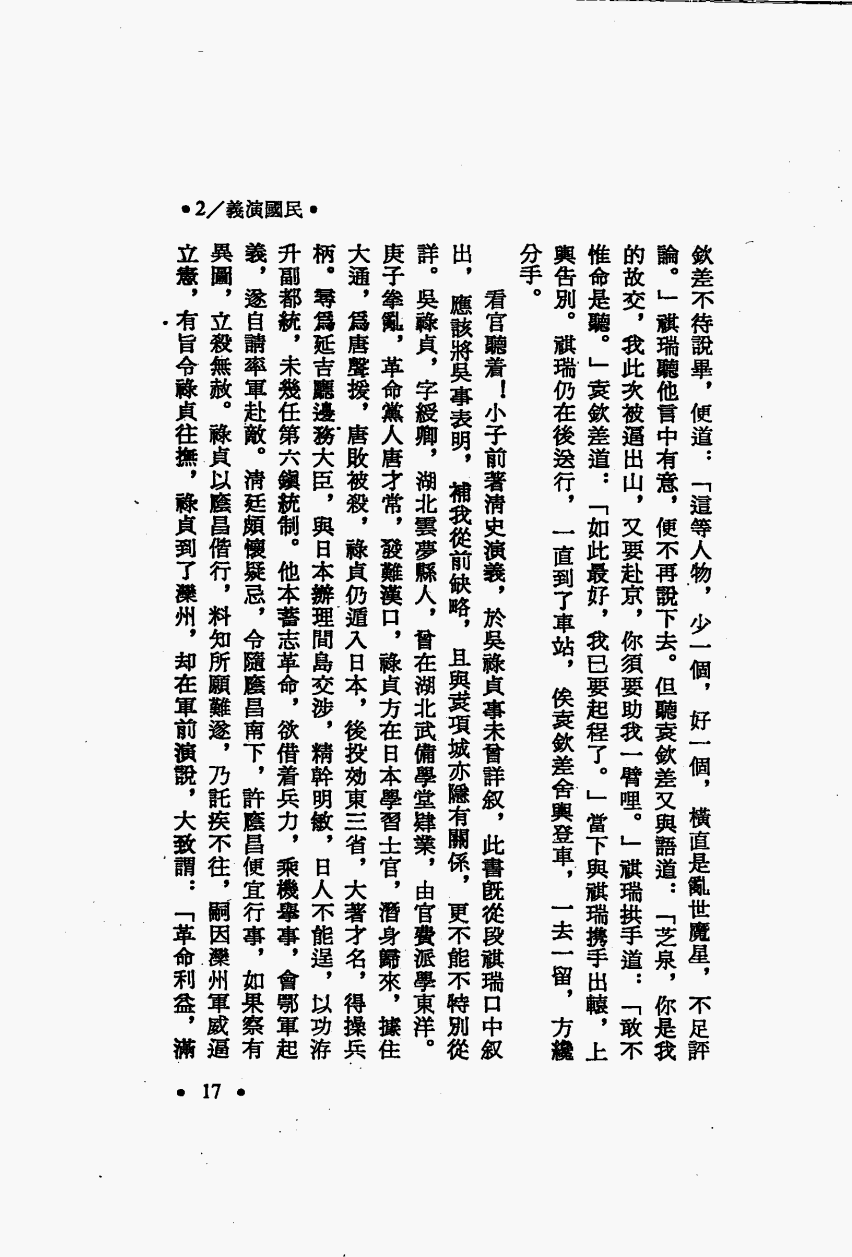 •2／義演國民•
欽差不待說畢，便道：「這等人物，少一個，好一個，橫直是亂世魔星，不足評
論。」祺瑞聽他言中有意，便不再說下去。但聽袁欽差又與語道：「芝泉，你是我
的故交，我此次被逼出山，又要赴京，你須要助我一臂哩。」祺瑞拱手道：「敢不
惟命是聽。」袁欽差道：「如此最好，我已要起程了。」當下與祺瑞携手出轅，上
輿告別。祺瑞仍在後送行，一直到了車站，俟袁欽差舍輿登車，一去一留，方纔
分手。
看官聽着！小子前著清史演義，於吳祿貞事未曾詳叙，此書旣從段祺瑞口中叙
出，應該將吳事表明，補我從前缺略，且與袁項城亦隱有關係，更不能不特別從
詳。吳祿貞，字綬卿，湖北雲夢縣人，曾在湖北武備學堂肄業，由官費派學東洋。
庚子拳亂，革命黨人唐才常，發難漢口，祿貞方在日本學習士官，潛身歸來，據住
大通，爲唐聲援，唐敗被殺，祿貞仍遁入日本，後投効東三省，大著才名，得操兵
柄。尋爲延吉廳邊務大臣，與日本辦理間島交涉，精幹明敏，日人不能逞，以功洊
升副都統，未幾任第六鎭統制。他本蓄志革命，欲借着兵力，乘機舉事，會鄂軍起
義，遂自請率軍赴敵。清廷頗懷疑忌，令隨廕昌南下，許廕昌便宜行事，如果察有
異圖，立殺無赦。祿貞以廕昌偕行，料知所願難遂，乃託疾不往，嗣因灤州軍威逼
立憲，有旨令祿貞往撫，祿貞到了灤州，却在軍前演說，大致謂：「革命利益，滿
• 17 •